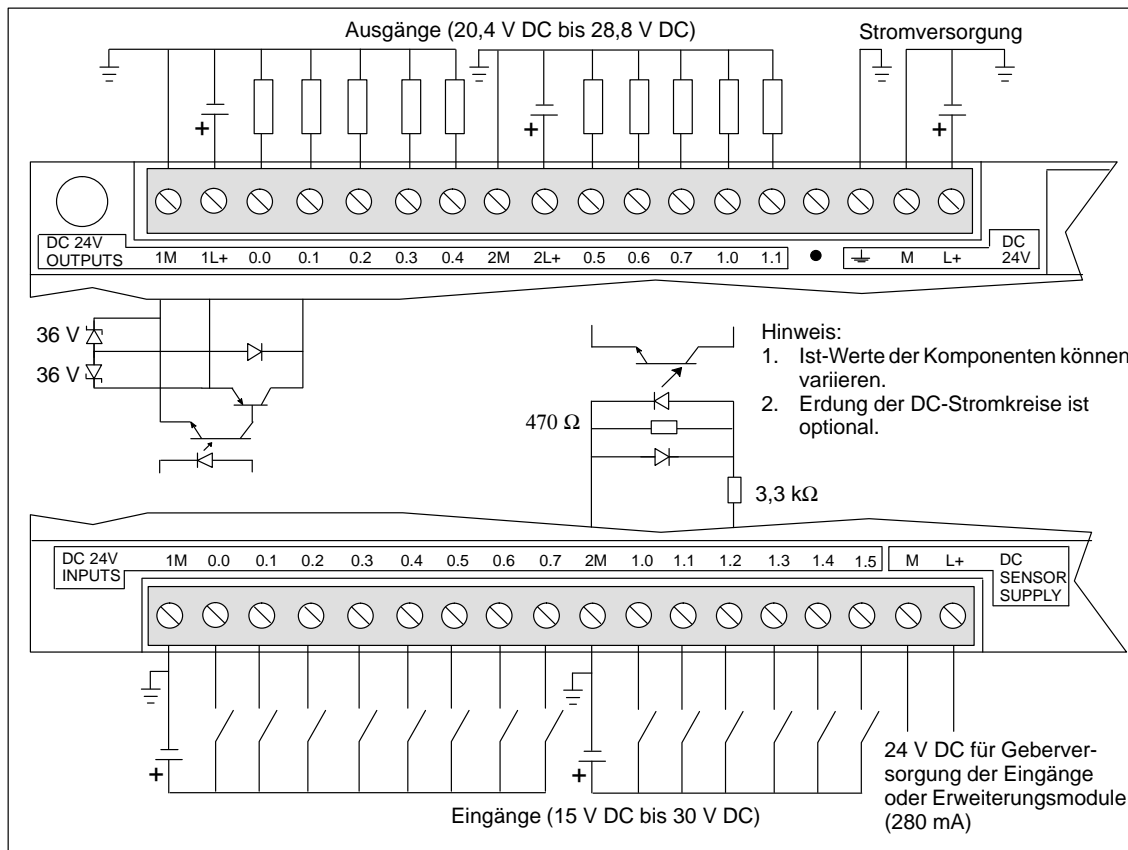 Ausgänge (20,4 V DC bis 28,8 V DC)
Stromversorgung
+
+
+
DC 24V
OUTPUTS
1M 1L+ 0.0 0.1 0.2 0.3 0.4 2M 2L+ 0.5 0.6 0.7 1.0 1.1 ● ⏚ M L+
DC
24V
36 V
36 V
470 Ω
3,3 kΩ
Hinweis:
1. Ist-Werte der Komponenten können
variieren.
2. Erdung der DC-Stromkreise ist
optional.
DC 24V
INPUTS
1M 0.0 0.1 0.2 0.3 0.4 0.5 0.6 0.7 2M 1.0 1.1 1.2 1.3 1.4 1.5 M L+
DC
SENSOR
SUPPLY
+
+
Eingänge (15 V DC bis 30 V DC)
24 V DC für Geberver-
sorgung der Eingänge
oder Erweiterungsmodule
(280 mA)